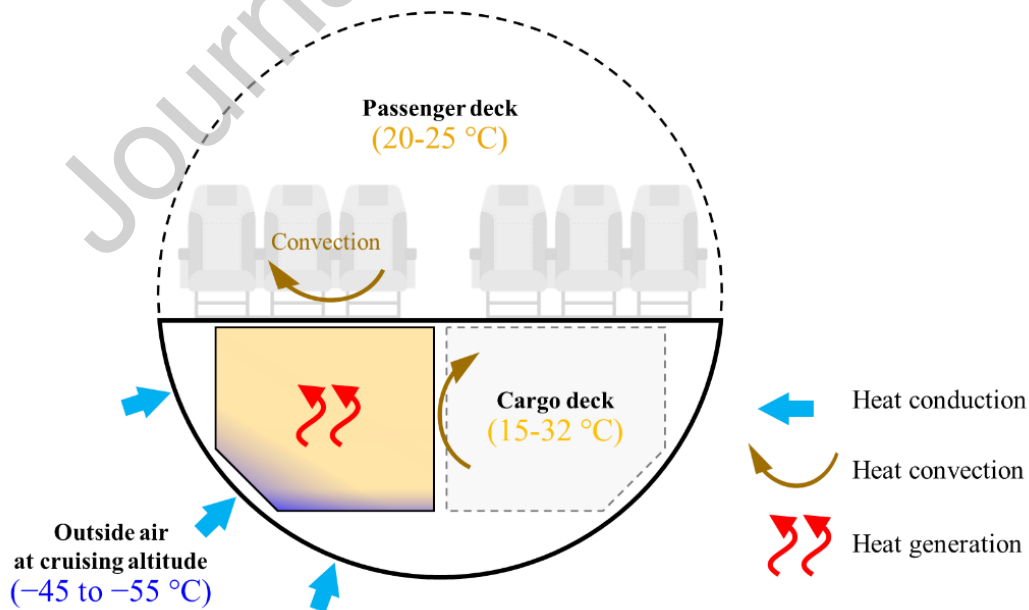 Journ
Passenger deck
(20-25 °C)
Convection
Cargo deck
(15-32 °C)
Heat conduction
Heat convection
Heat generation
Outside air
at cruising altitude
(−45 to −55 °C)